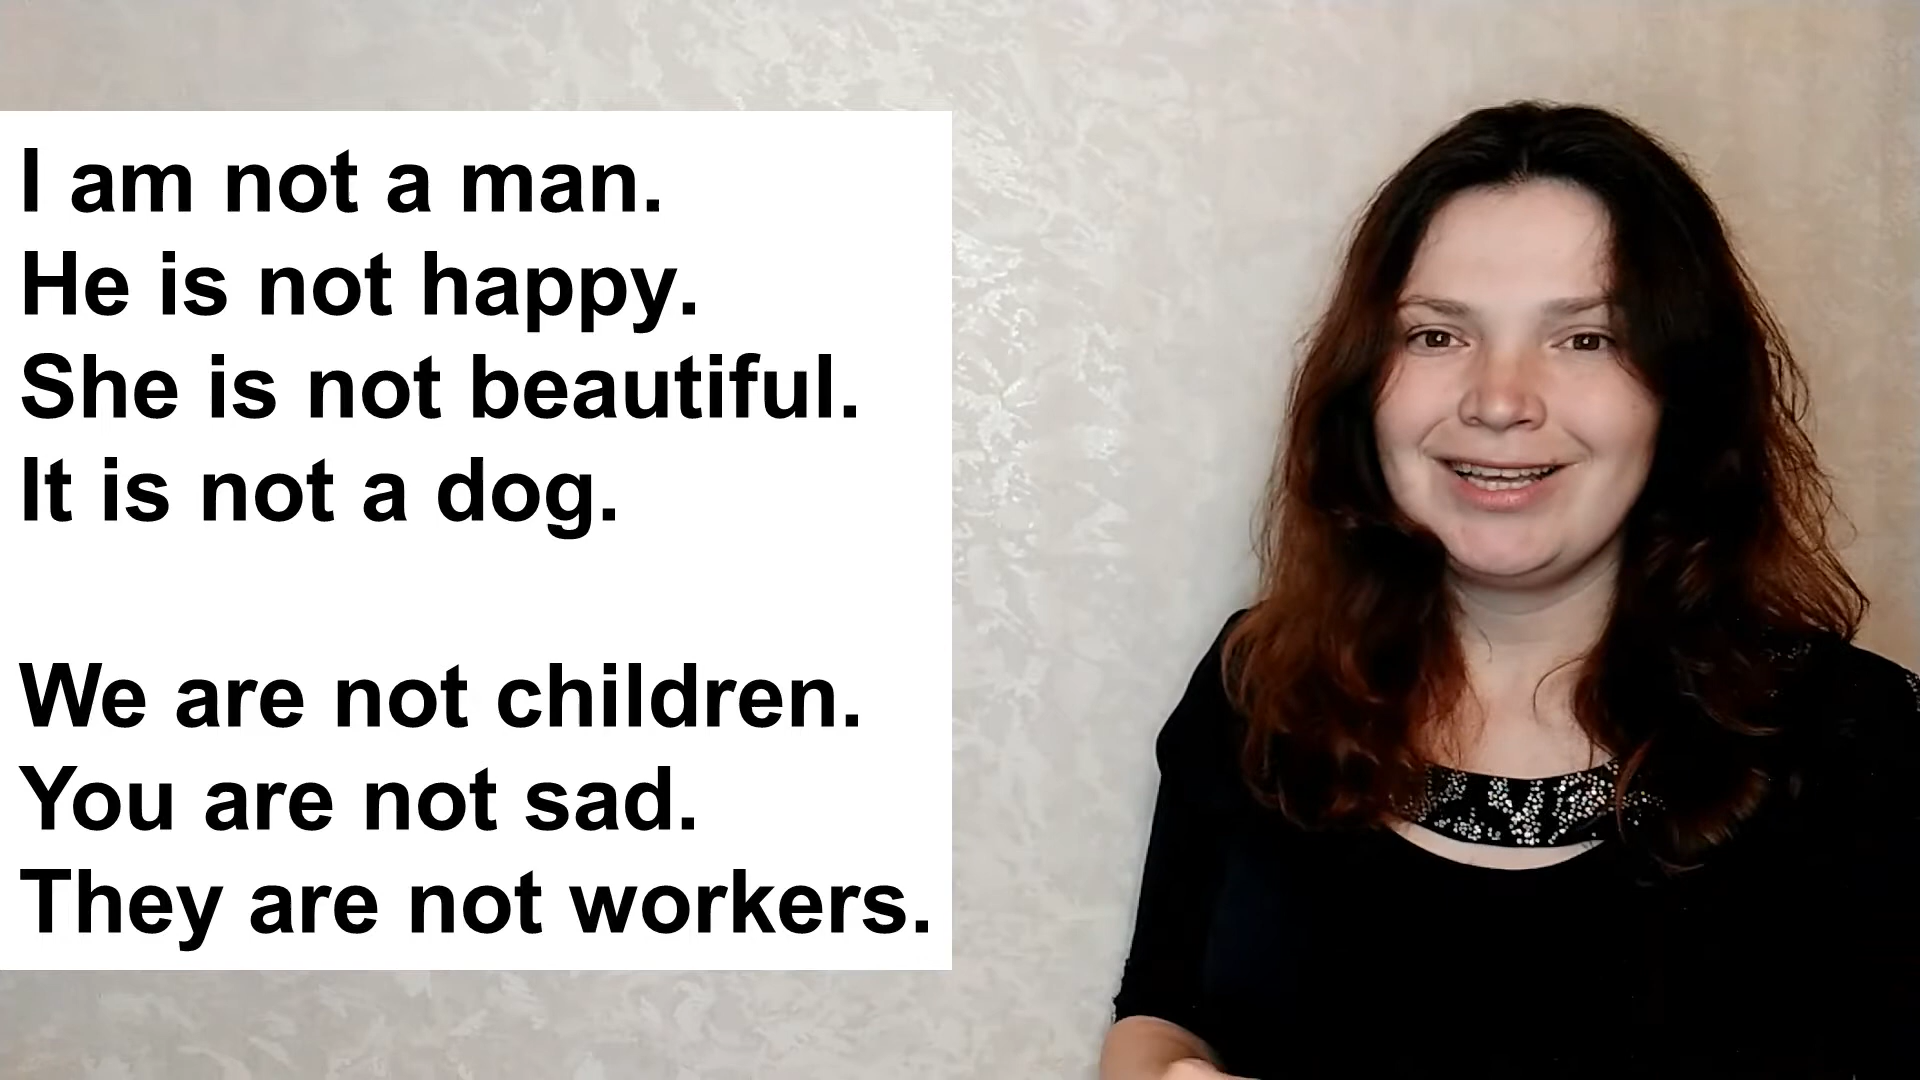 I am not a man.
He is not happy.
She is not beautiful.
It is not a dog.
We are not children.
You are not sad.
They are not workers.